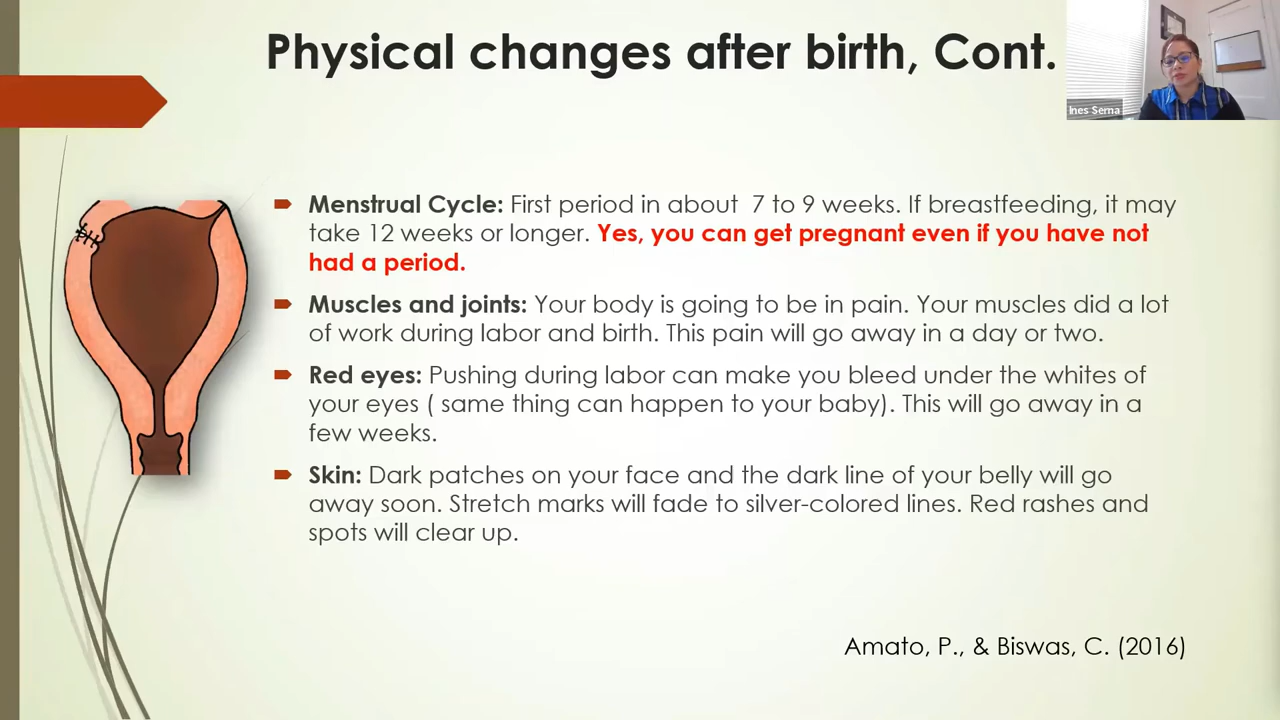 Physical changes after birth, Cont.
Ines Serna
Menstrual Cycle: First period in about  7 to 9 weeks. If breastfeeding, it may
take 12 weeks or longer. Yes, you can get pregnant even if you have not
had a period.
Muscles and joints: Your body is going to be in pain. Your muscles did a lot
of work during labor and birth. This pain will go away in a day or two.
Red eyes: Pushing during labor can make you bleed under the whites of
your eyes ( same thing can happen to your baby). This will go away in a
few weeks.
Skin: Dark patches on your face and the dark line of your belly will go
away soon. Stretch marks will fade to silver-colored lines. Red rashes and
spots will clear up.
Amato, P., & Biswas, C. (2016)